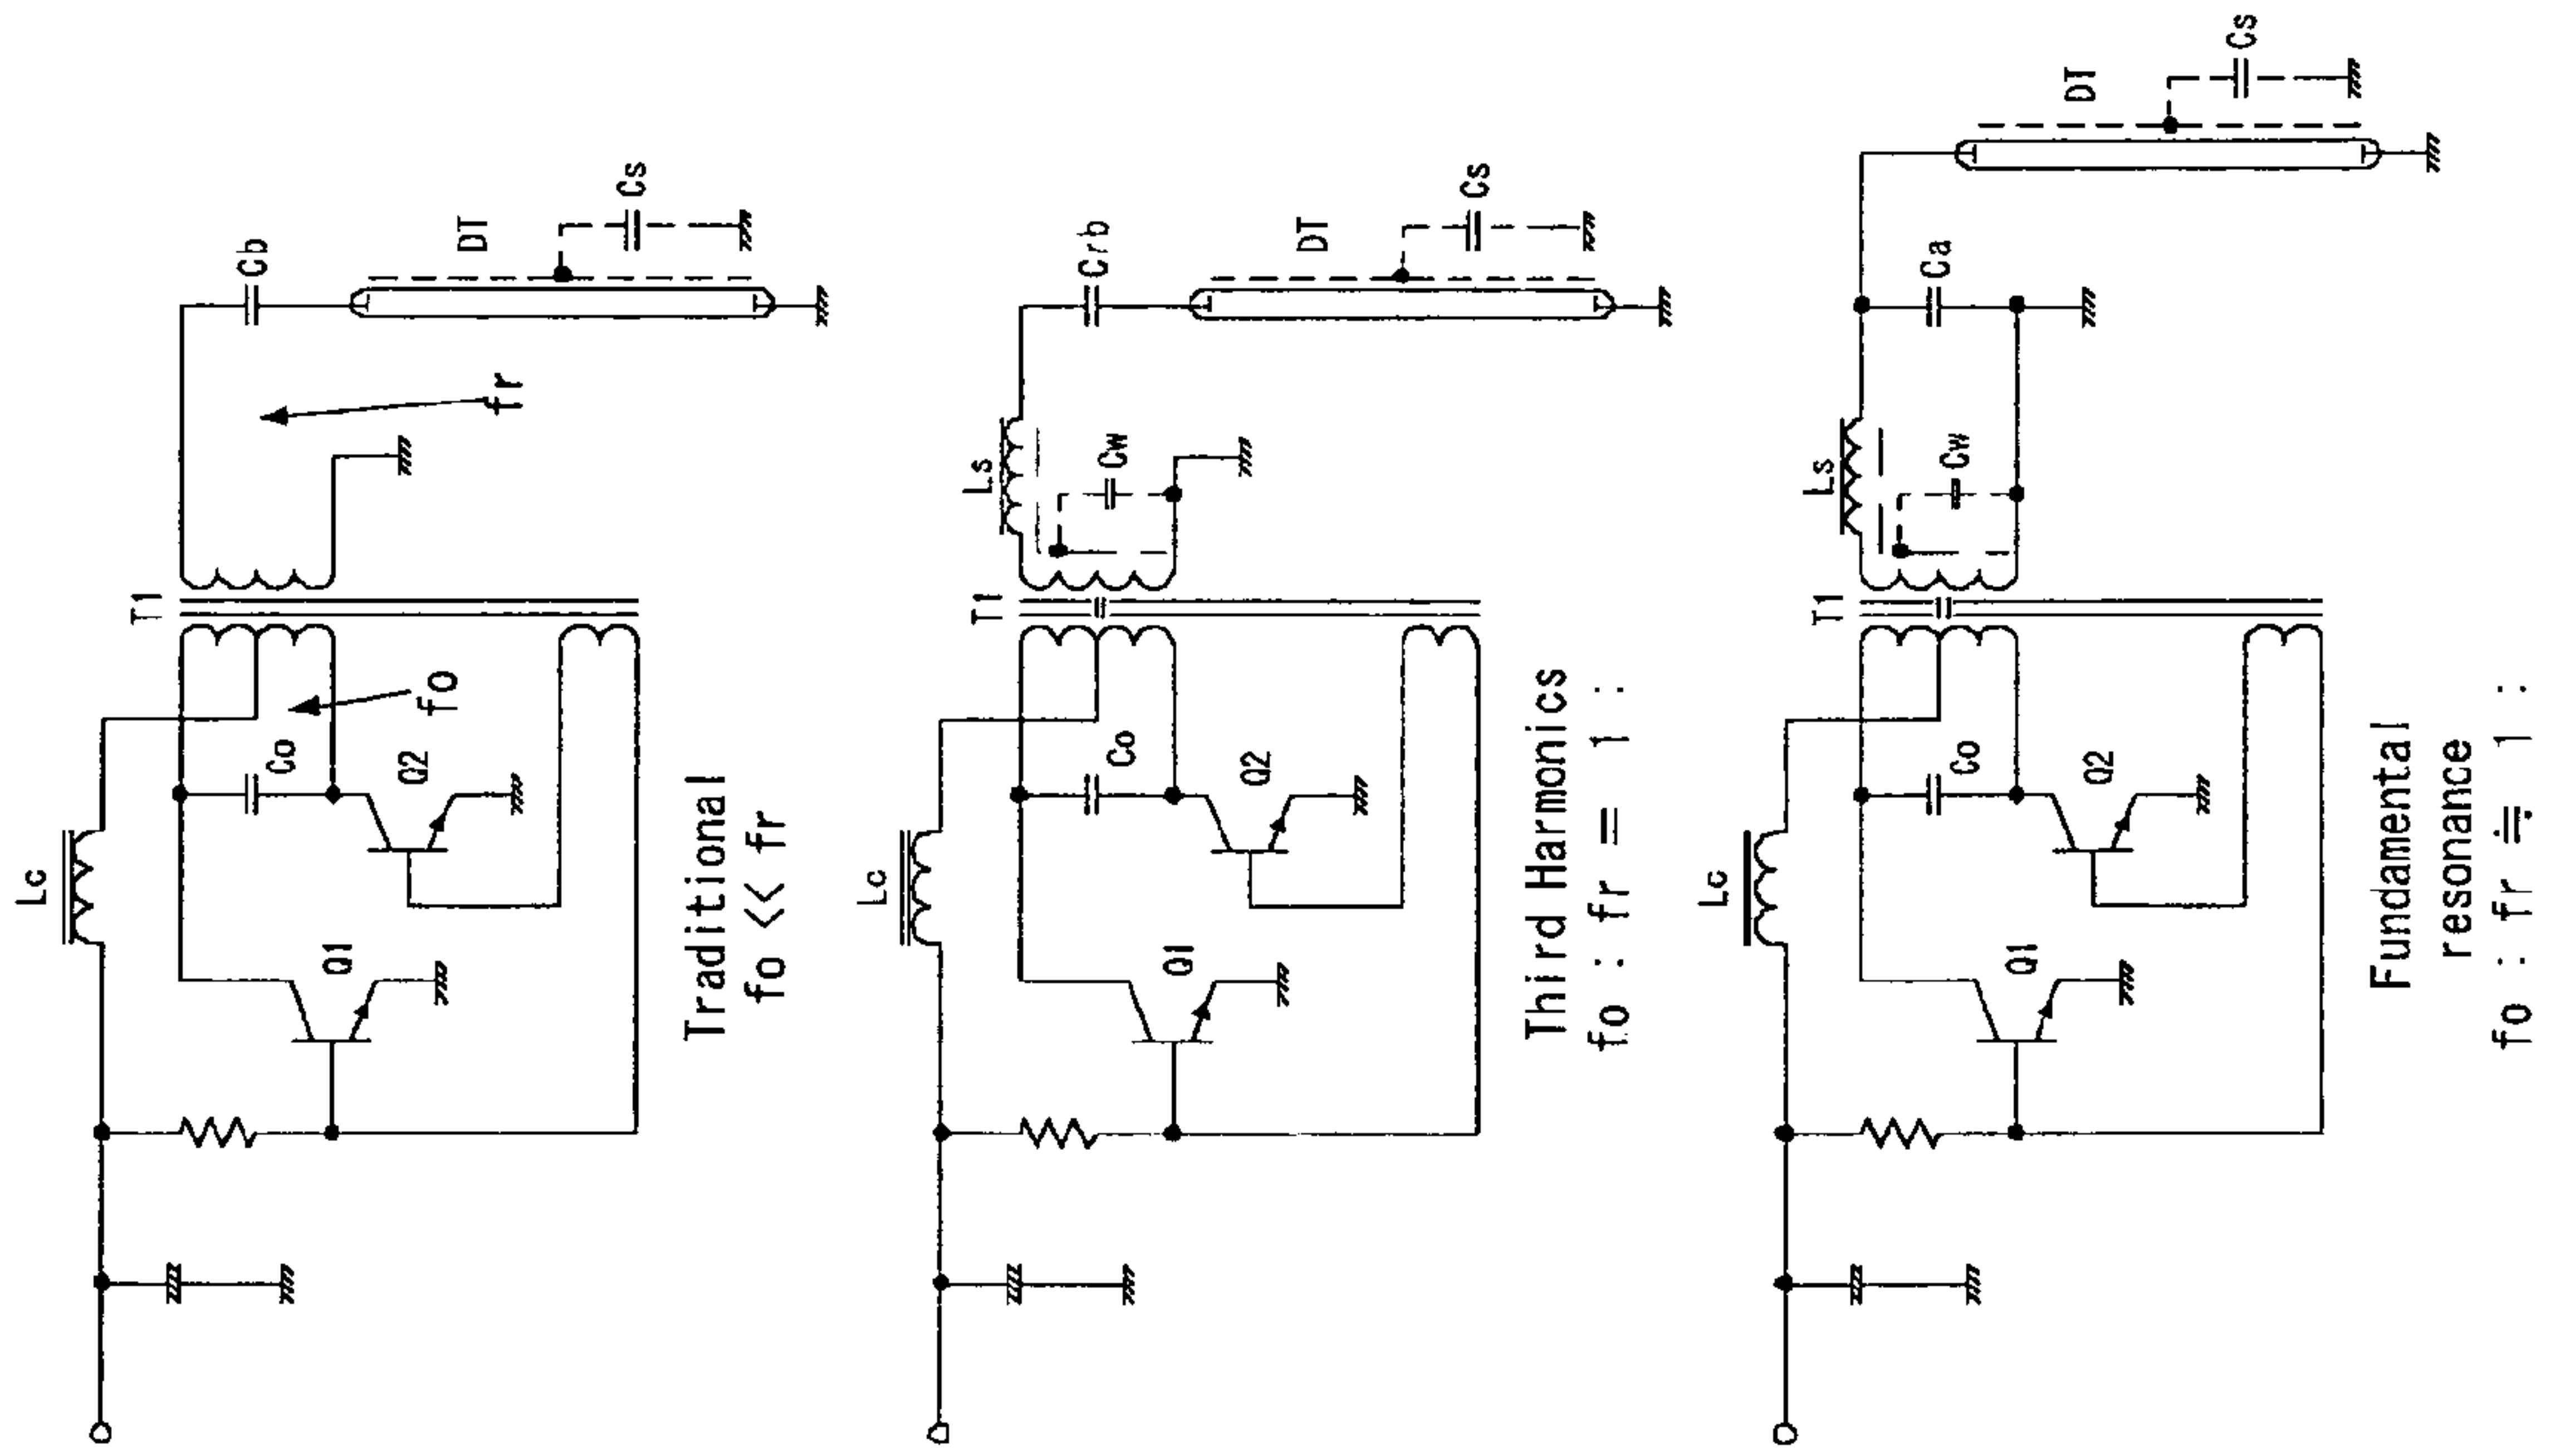 Lc
T1
Co
fo
fr
Cb
DT
Cs
Q1
Q2
Traditional
fo << fr
Lc
T1
Co
Ls
Cw
Crb
DT
Cs
Q1
Q2
Third Harmonics
fo : fr = 1 :
Lc
T1
Co
Ls
Cw
Ca
DT
Cs
Q1
Q2
Fundamental
resonance
fo : fr ≒ 1 :